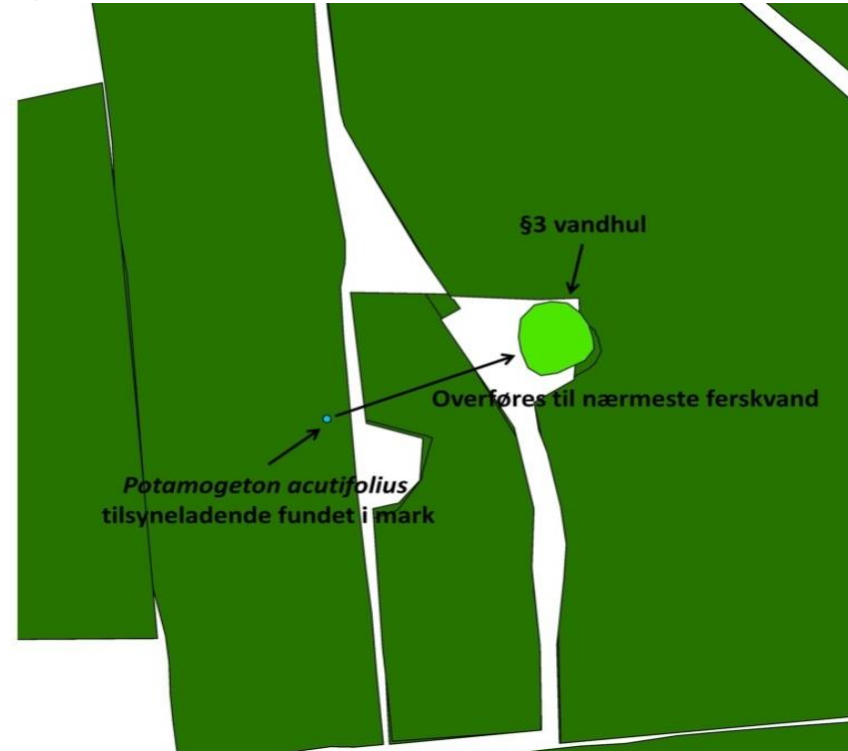 §3 vandhul
Overføres til nærmeste ferskvand
Potamogeton acutifolius
tilsyneladende fundet i mark